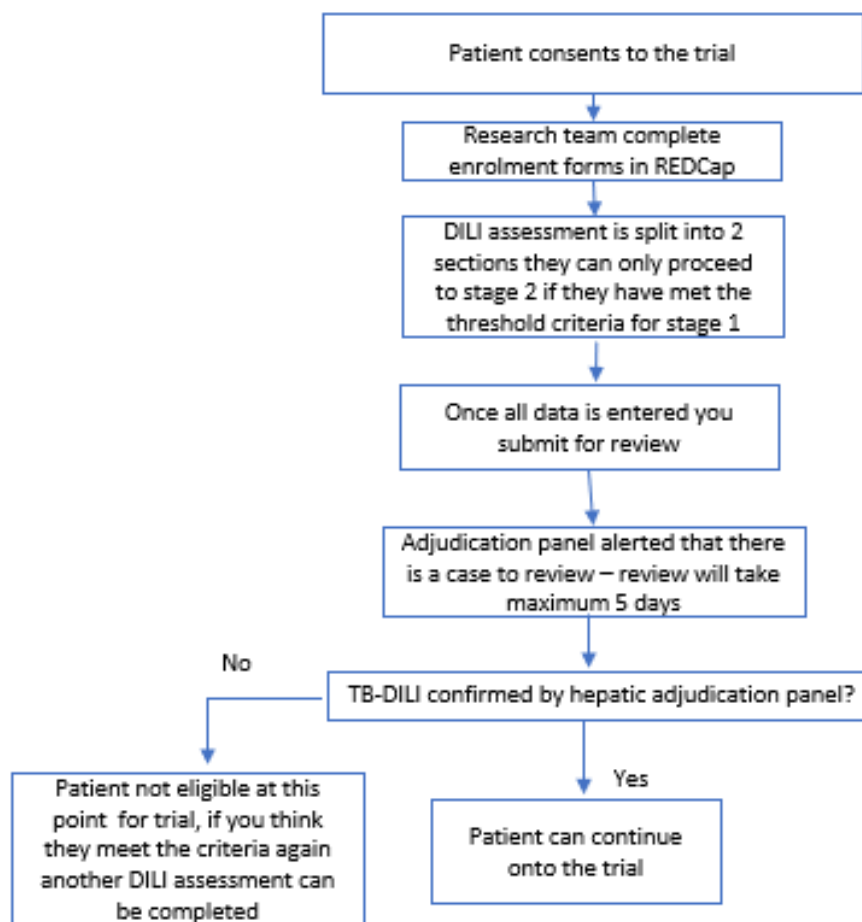 Patient consents to the trial
Research team complete
enrolment forms in REDCap
DILI assessment is split into 2
sections they can only proceed
to stage 2 if they have met the
threshold criteria for stage 1
Once all data is entered you
submit for review
Adjudication panel alerted that there
is a case to review – review will take
maximum 5 days
No
TB-DILI confirmed by hepatic adjudication panel?
Yes
Patient not eligible at this
point for trial, if you think
they meet the criteria again
another DILI assessment can
be completed
Patient can continue
onto the trial